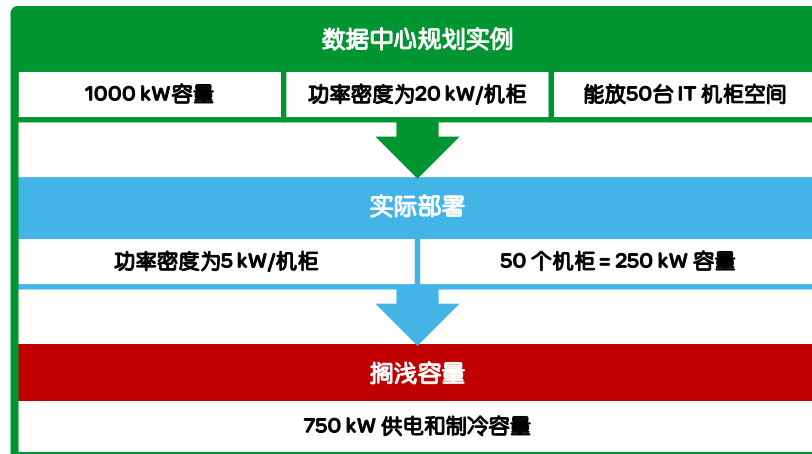 数据中心规划实例
1000 kW容量 功率密度为20 kW/机柜 能放50台 IT 机柜空间
实际部署
功率密度为5 kW/机柜 50 个机柜 = 250 kW 容量
搁浅容量
750 kW 供电和制冷容量